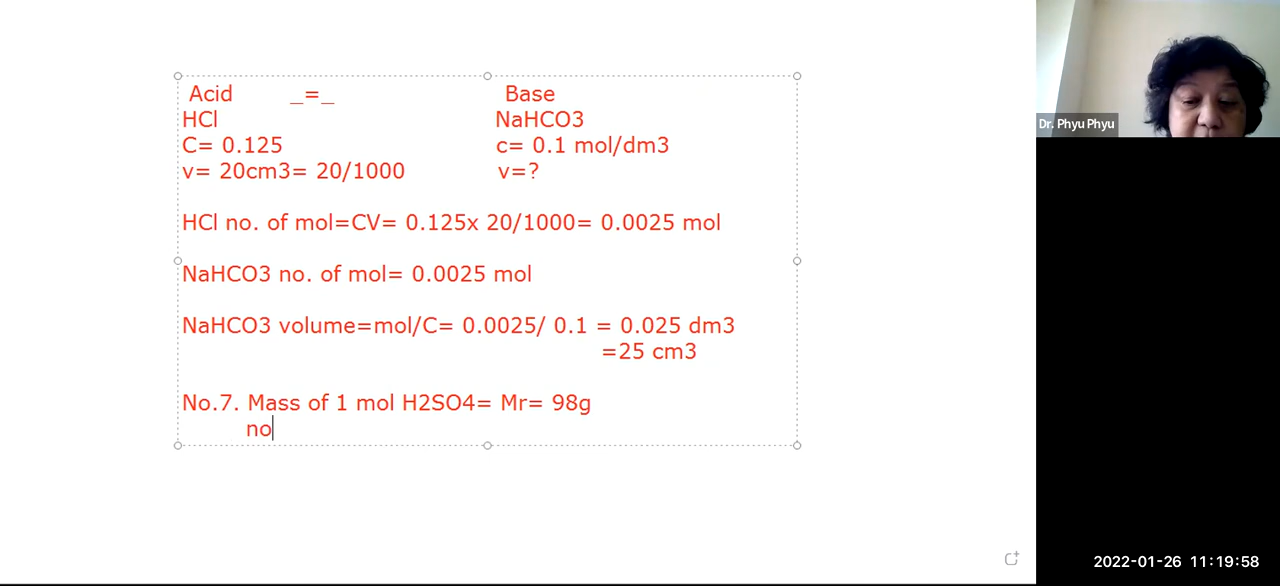 Acid _=_ Base
HCl NaHCO3
C= 0.125 c= 0.1 mol/dm3
v= 20cm3= 20/1000 v=?
HCl no. of mol=CV= 0.125x 20/1000= 0.0025 mol
NaHCO3 no. of mol= 0.0025 mol
NaHCO3 volume=mol/C= 0.0025/ 0.1 = 0.025 dm3
=25 cm3
No.7. Mass of 1 mol H2SO4= Mr= 98g
no
Dr. Phyu Phyu
2022-01-26 11:19:58